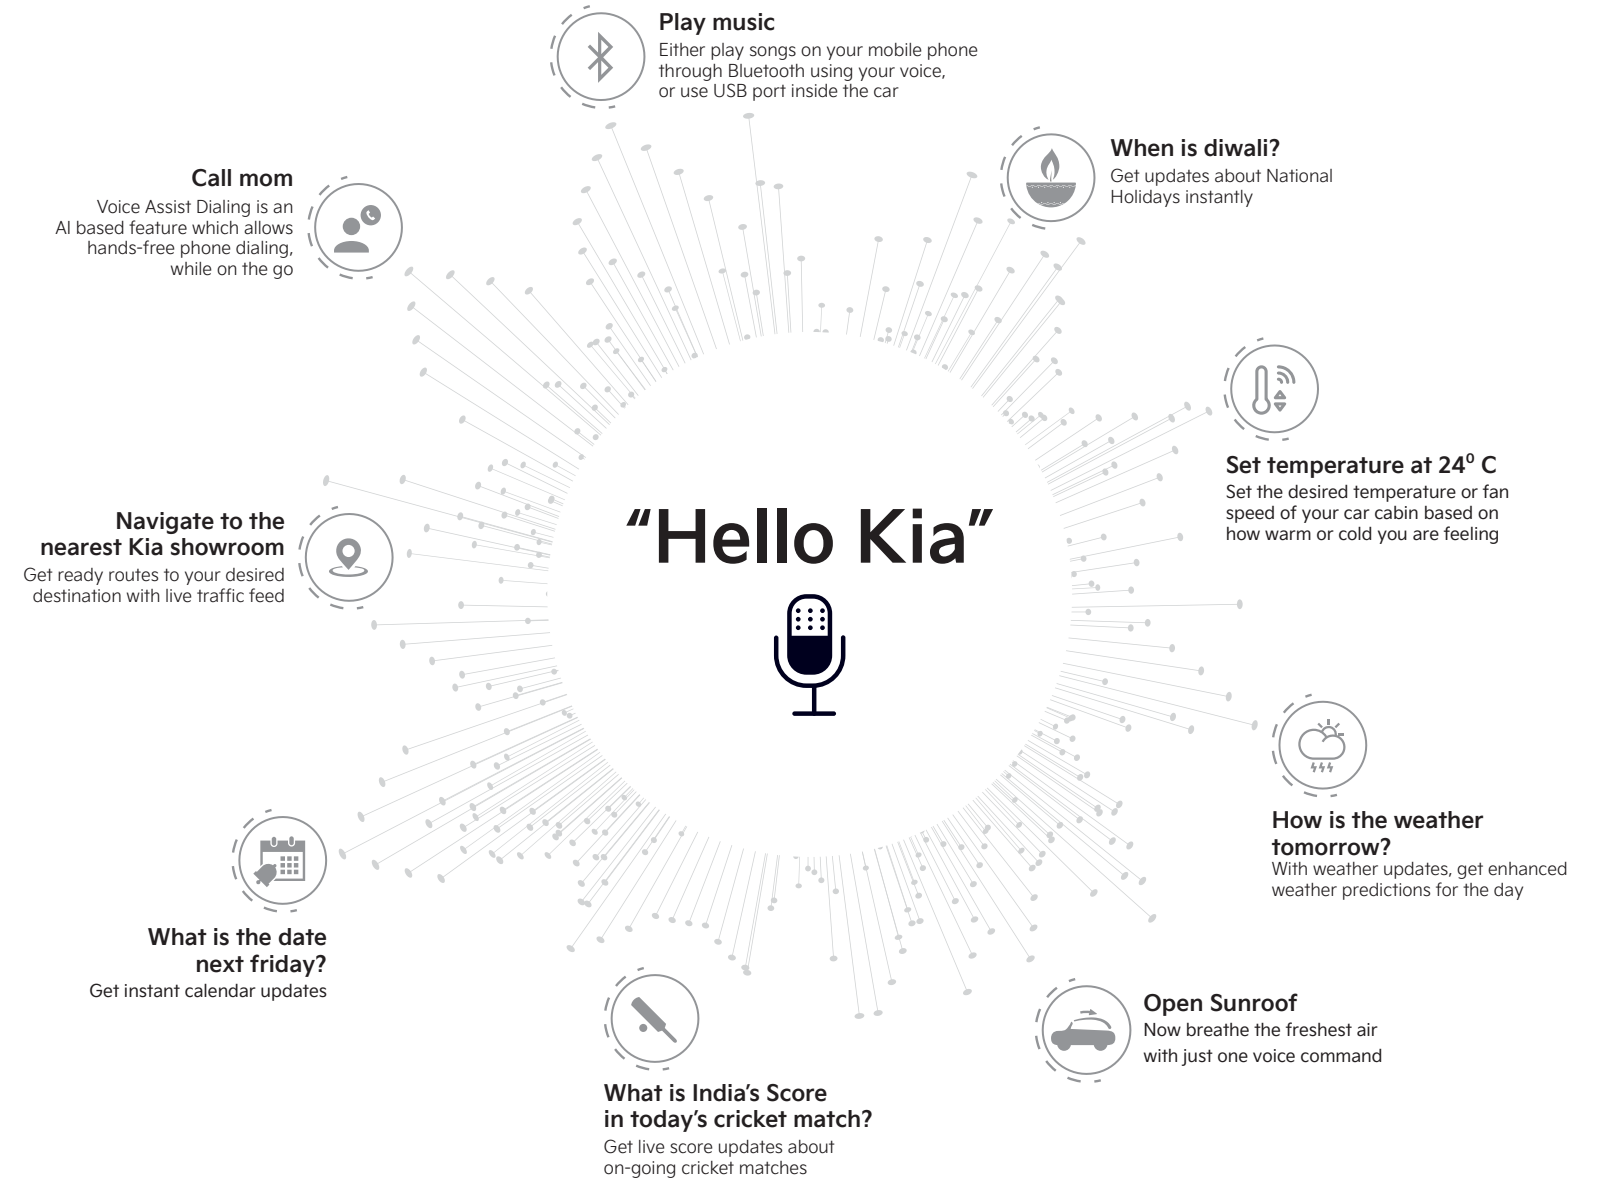 Play music
Either play songs on your mobile phone
through Bluetooth using your voice,
or use USB port inside the car
When is diwali?
Get updates about National
Holidays instantly
Call mom
Voice Assist Dialing is an
AI based feature which allows
hands-free phone dialing,
while on the go
Set temperature at 24⁰ C
Set the desired temperature or fan
speed of your car cabin based on
how warm or cold you are feeling
Navigate to the
nearest Kia showroom
Get ready routes to your desired
destination with live traffic feed
“Hello Kia”
How is the weather
tomorrow?
With weather updates, get enhanced
weather predictions for the day
What is the date
next friday?
Get instant calendar updates
Open Sunroof
Now breathe the freshest air
with just one voice command
What is India’s Score
in today’s cricket match?
Get live score updates about
on-going cricket matches